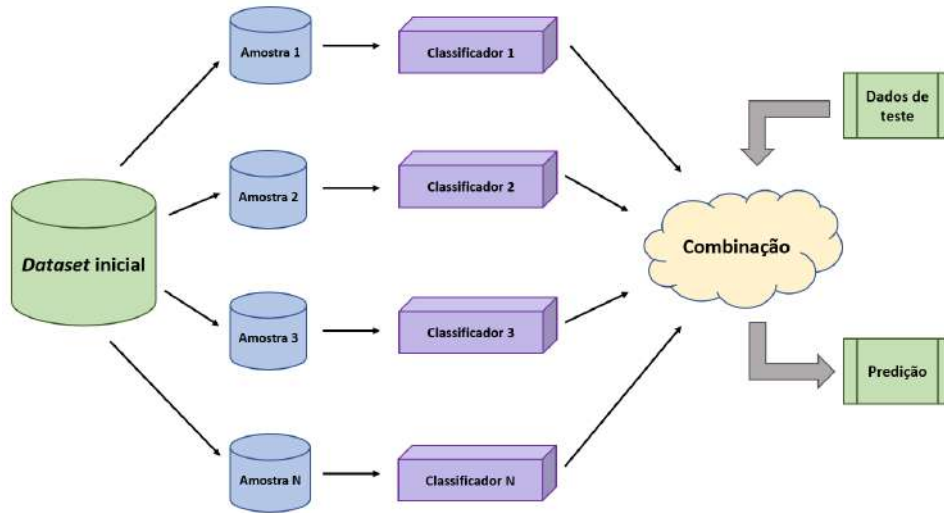 Amostra 1
Classificador 1
Dados de
teste
Amostra 2
Classificador 2
Dataset inicial
Combinação
Amostra 3
Classificador 3
Predição
Amostra N
Classificador N